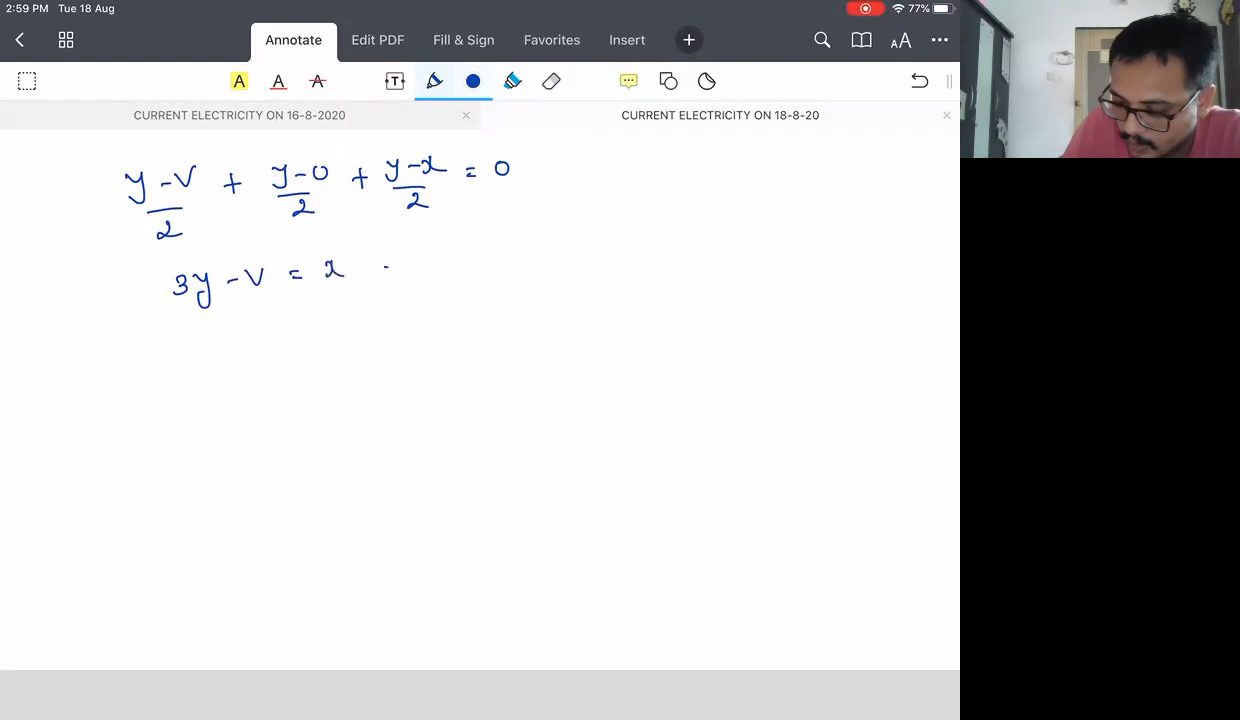 2:59 PM Tue 18 Aug 77%
Annotate Edit PDF Fill & Sign Favorites Insert + AA
A A A T
CURRENT ELECTRICITY ON 16-8-2020 × CURRENT ELECTRICITY ON 18-8-20 ×
y-V/2 + y-0/2 + y-x/2 = 0
3y - V = x